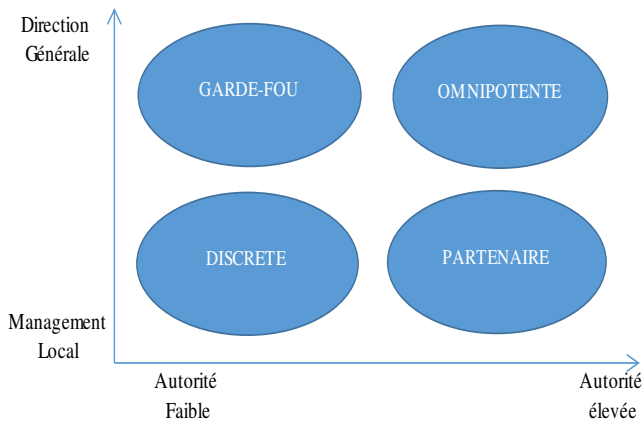 Direction
Générale
GARDE-FOU
OMNIPOTENTE
DISCRETE
PARTENAIRE
Management
Local
Autorité
Faible
Autorité
élevée